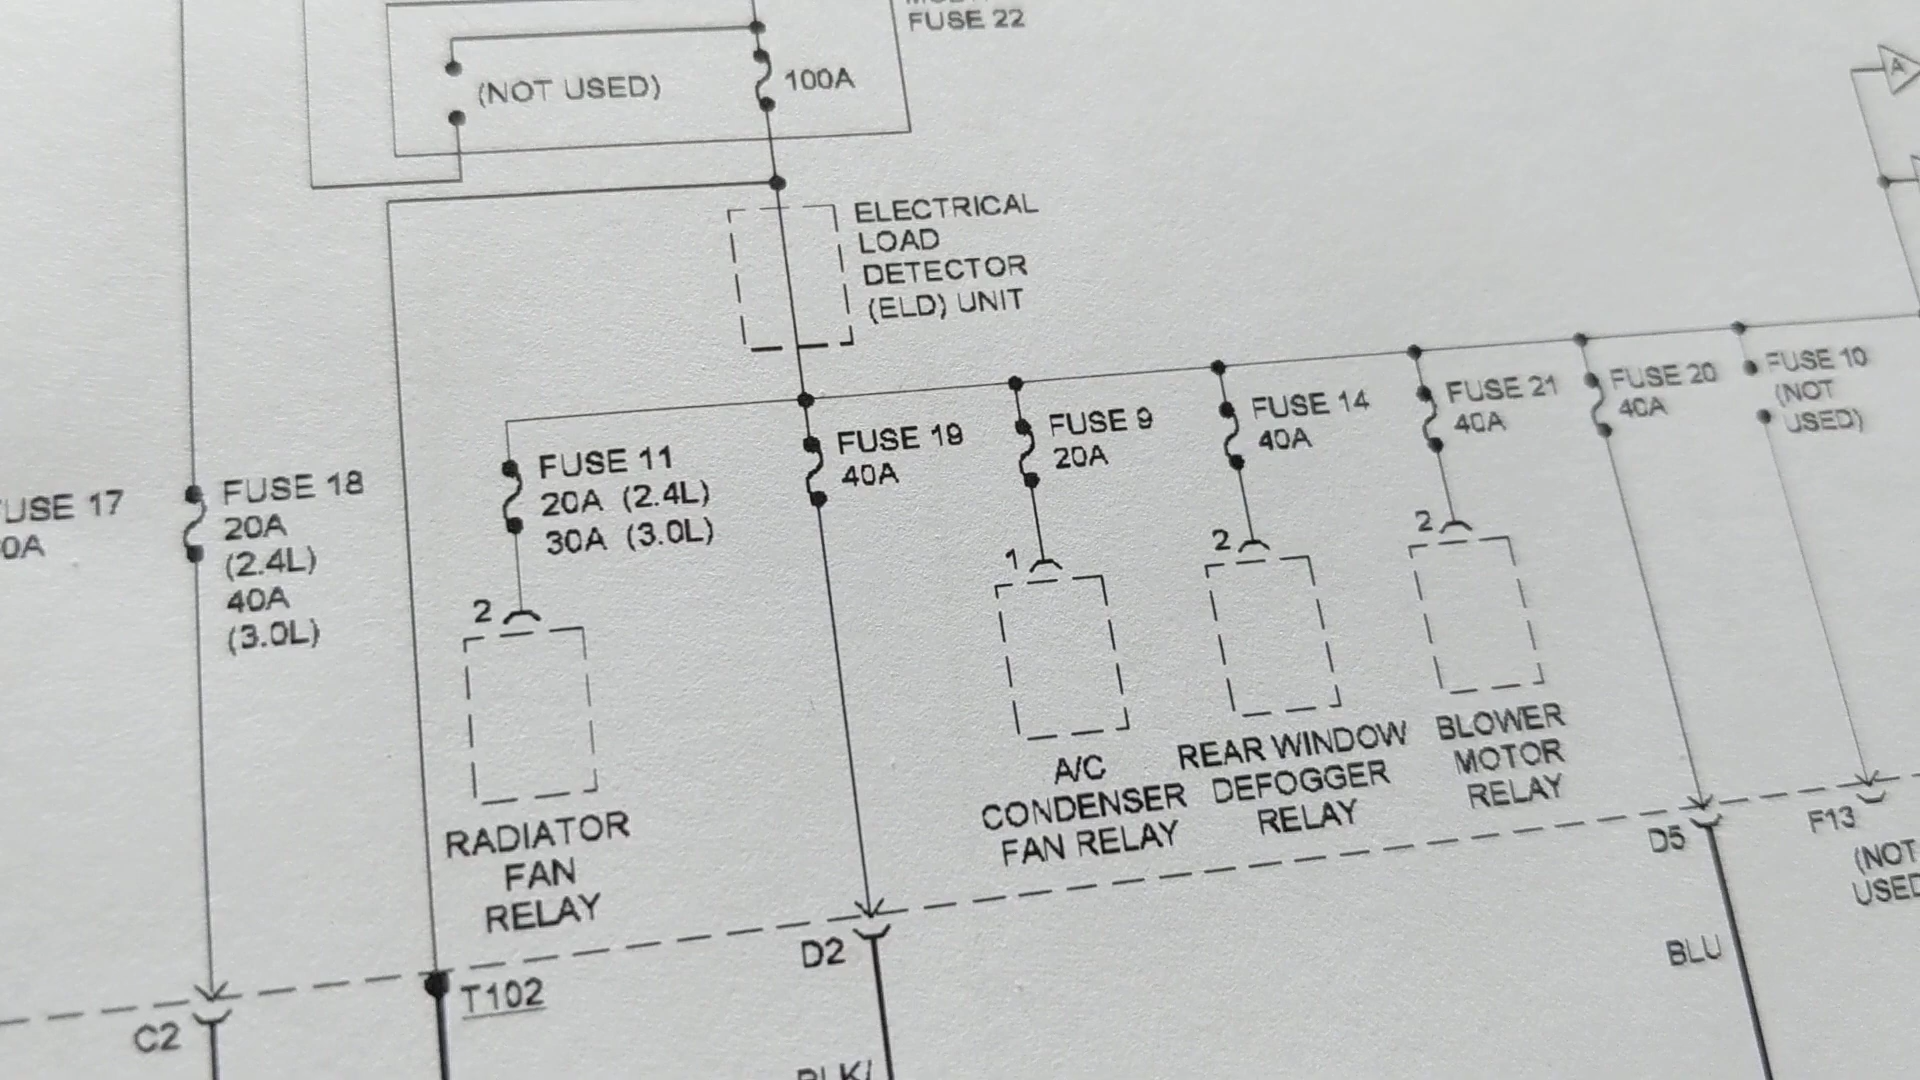 FUSE 22
(NOT USED)
100A
A
ELECTRICAL
LOAD
DETECTOR
(ELD) UNIT
17
FUSE 18
20A
(2.4L)
40A
(3.0L)
FUSE 11
20A (2.4L)
30A (3.0L)
FUSE 19
40A
FUSE 9
20A
FUSE 14
40A
FUSE 21
40A
FUSE 20
40A
FUSE 10
(NOT
USED)
2
1
2
2
RADIATOR
FAN
RELAY
A/C
CONDENSER
FAN RELAY
REAR WINDOW
DEFOGGER
RELAY
BLOWER
MOTOR
RELAY
C2
T102
D2
D5
F13
(NOT
BLK/
BLU